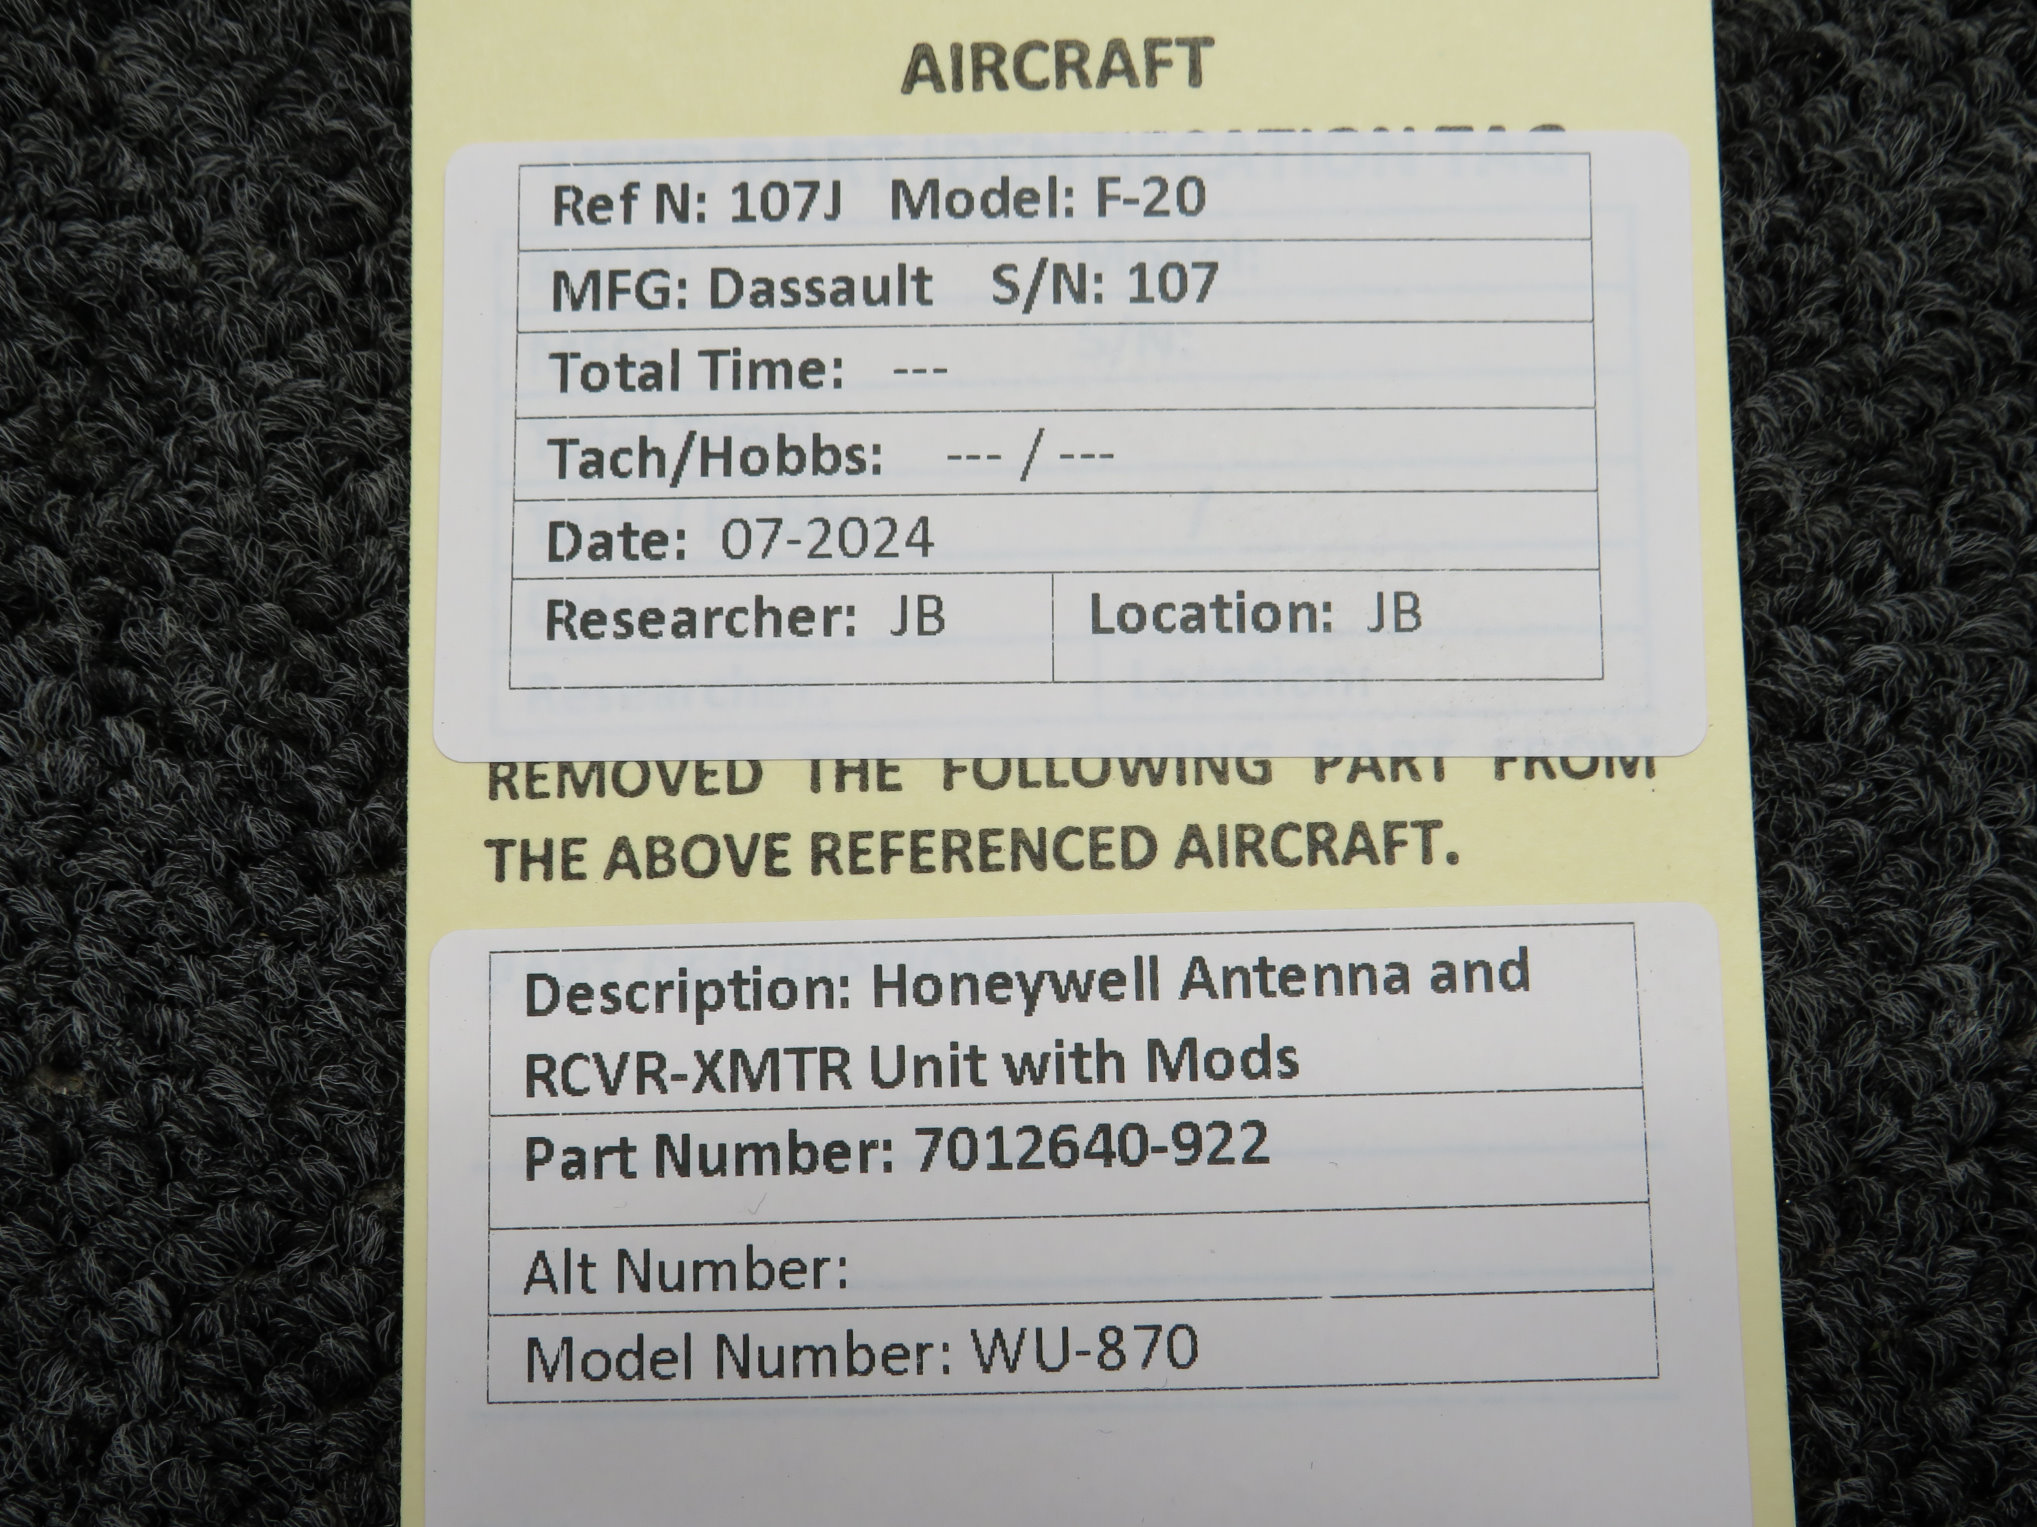 AIRCRAFT
Ref N: 107J Model: F-20
MFG: Dassault S/N: 107
Total Time: ---
Tach/Hobbs: --- / ---
Date: 07-2024
Researcher: JB Location: JB
REMOVED THE FOLLOWING PART FROM
THE ABOVE REFERENCED AIRCRAFT.
Description: Honeywell Antenna and
RCVR-XMTR Unit with Mods
Part Number: 7012640-922
Alt Number:
Model Number: WU-870